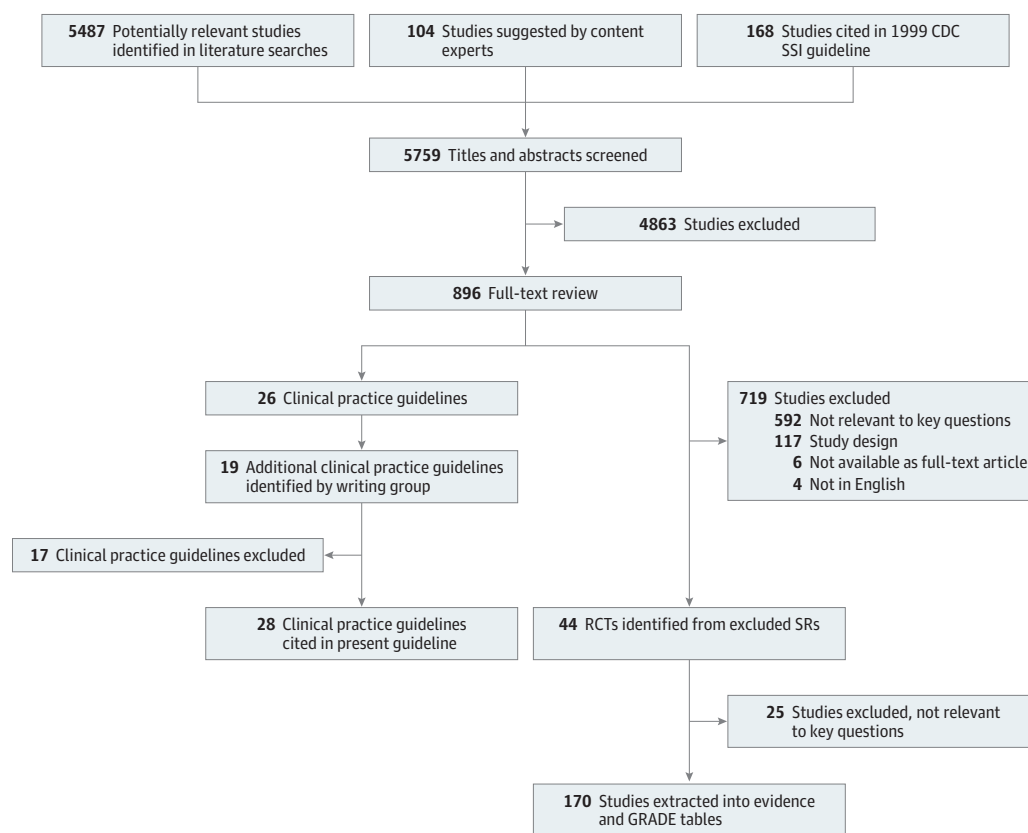 5487 Potentially relevant studies
identified in literature searches
104 Studies suggested by content
experts
168 Studies cited in 1999 CDC
SSI guideline
5759 Titles and abstracts screened
4863 Studies excluded
896 Full-text review
26 Clinical practice guidelines
19 Additional clinical practice guidelines
identified by writing group
17 Clinical practice guidelines excluded
28 Clinical practice guidelines
cited in present guideline
719 Studies excluded
592 Not relevant to key questions
117 Study design
6 Not available as full-text article
4 Not in English
44 RCTs identified from excluded SRs
25 Studies excluded, not relevant
to key questions
170 Studies extracted into evidence
and GRADE tables